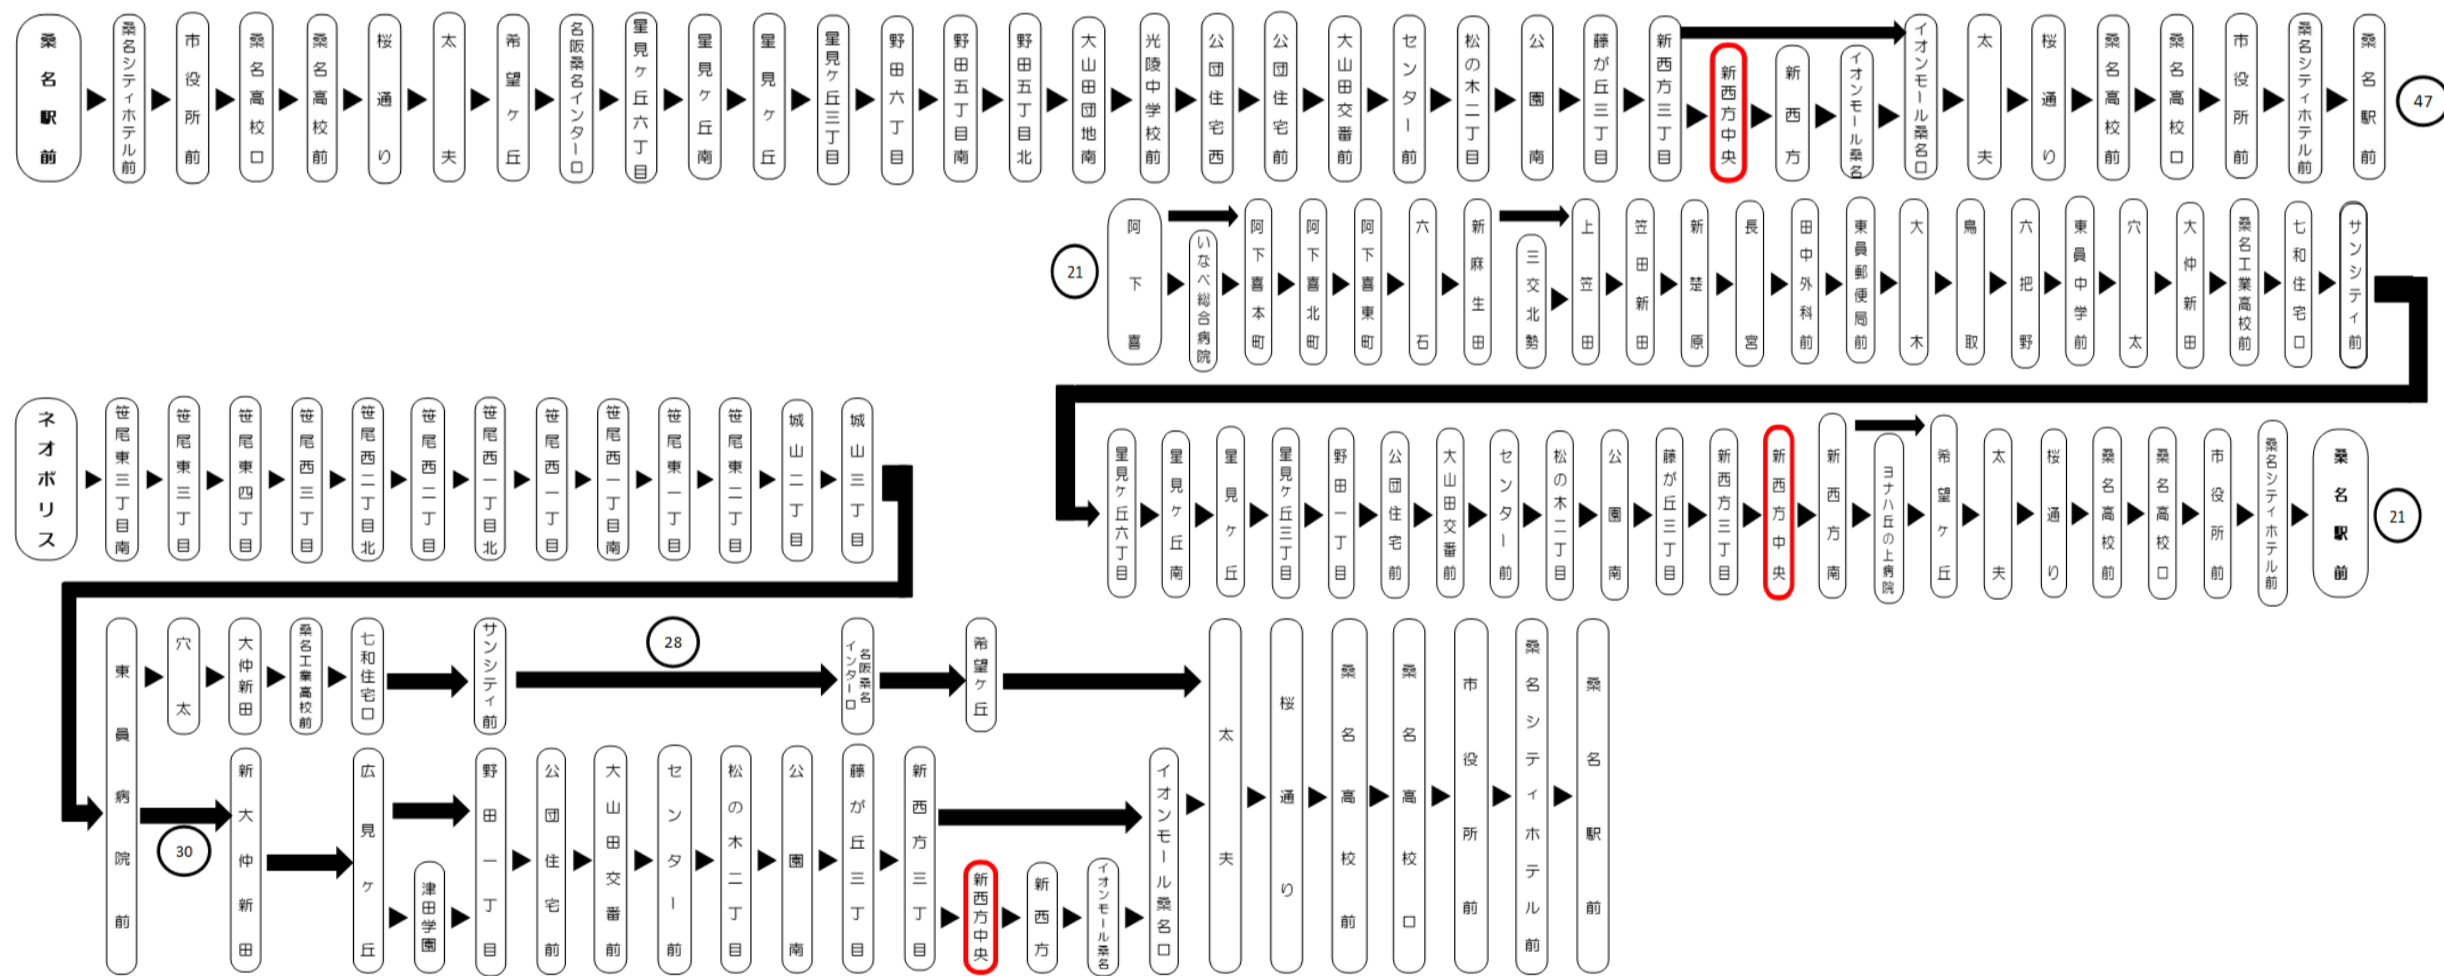 桑名駅前
桑名シティホテル前
市役所前
桑名高校口
桑名高校前
桜通り
太夫
希望ヶ丘
名阪桑名インター口
星見ヶ丘六丁目
星見ヶ丘南
星見ヶ丘
星見ヶ丘三丁目
野田六丁目
野田五丁目南
野田五丁目北
大山田団地南
光陵中学校前
公団住宅西
公団住宅前
大山田交番前
センター前
松の木二丁目
公園南
藤が丘三丁目
新西方三丁目
新西方中央
新西方
イオンモール桑名
イオンモール桑名口
太夫
桜通り
桑名高校前
桑名高校口
市役所前
桑名シティホテル前
桑名駅前
47
21
阿下喜
いなべ総合病院
阿下喜本町
阿下喜北町
阿下喜東町
六石
新麻生田
三交北勢
上笠田
笠田新田
新楚原
長宮
田中外科前
東員郵便局前
大木
鳥取
六把野
東員中学前
穴太
大仲新田
桑名工業高校前
七和住宅口
サンシティ前
星見ヶ丘六丁目
星見ヶ丘南
星見ヶ丘
星見ヶ丘三丁目
野田一丁目
公団住宅前
大山田交番前
センター前
松の木二丁目
公園南
藤が丘三丁目
新西方三丁目
新西方中央
新西方南
ヨナハ丘の上病院
希望ヶ丘
太夫
桜通り
桑名高校前
桑名高校口
市役所前
桑名シティホテル前
桑名駅前
21
ネオポリス
笹尾東三丁目南
笹尾東三丁目
笹尾東四丁目
笹尾西三丁目
笹尾西二丁目北
笹尾西二丁目
笹尾西一丁目北
笹尾西一丁目
笹尾西一丁目南
笹尾東一丁目
笹尾東二丁目
城山二丁目
城山三丁目
東員病院前
穴太
大仲新田
桑名工業高校前
七和住宅口
サンシティ前
28
名阪桑名
インター口
希望ヶ丘
30
新大仲新田
広見ヶ丘
津田学園
野田一丁目
公団住宅前
大山田交番前
センター前
松の木二丁目
公園南
藤が丘三丁目
新西方三丁目
新西方中央
新西方
イオンモール桑名
イオンモール桑名口
太夫
桜通り
桑名高校前
桑名高校口
市役所前
桑名シティホテル前
桑名駅前